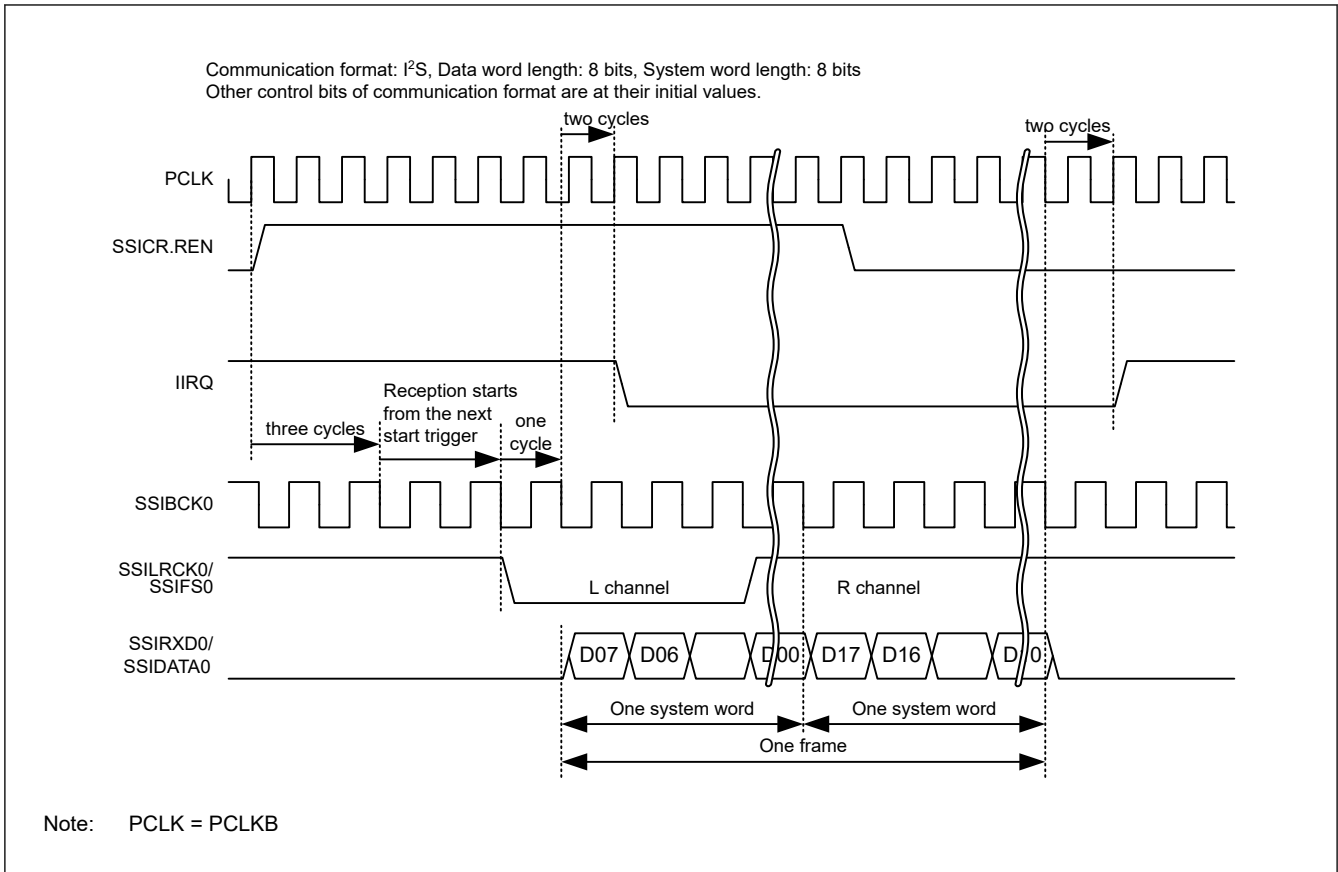 Communication format: I²S, Data word length: 8 bits, System word length: 8 bits
Other control bits of communication format are at their initial values.
two cycles
two cycles
PCLK
SSICR.REN
IIRQ
three cycles
Reception starts
from the next
start trigger
one
cycle
SSIBCK0
SSILRCK0/
SSIFS0
L channel
R channel
SSIRXD0/
SSIDATA0
D07
D06
D00
D17
D16
One system word
One system word
One frame
Note: PCLK = PCLKB